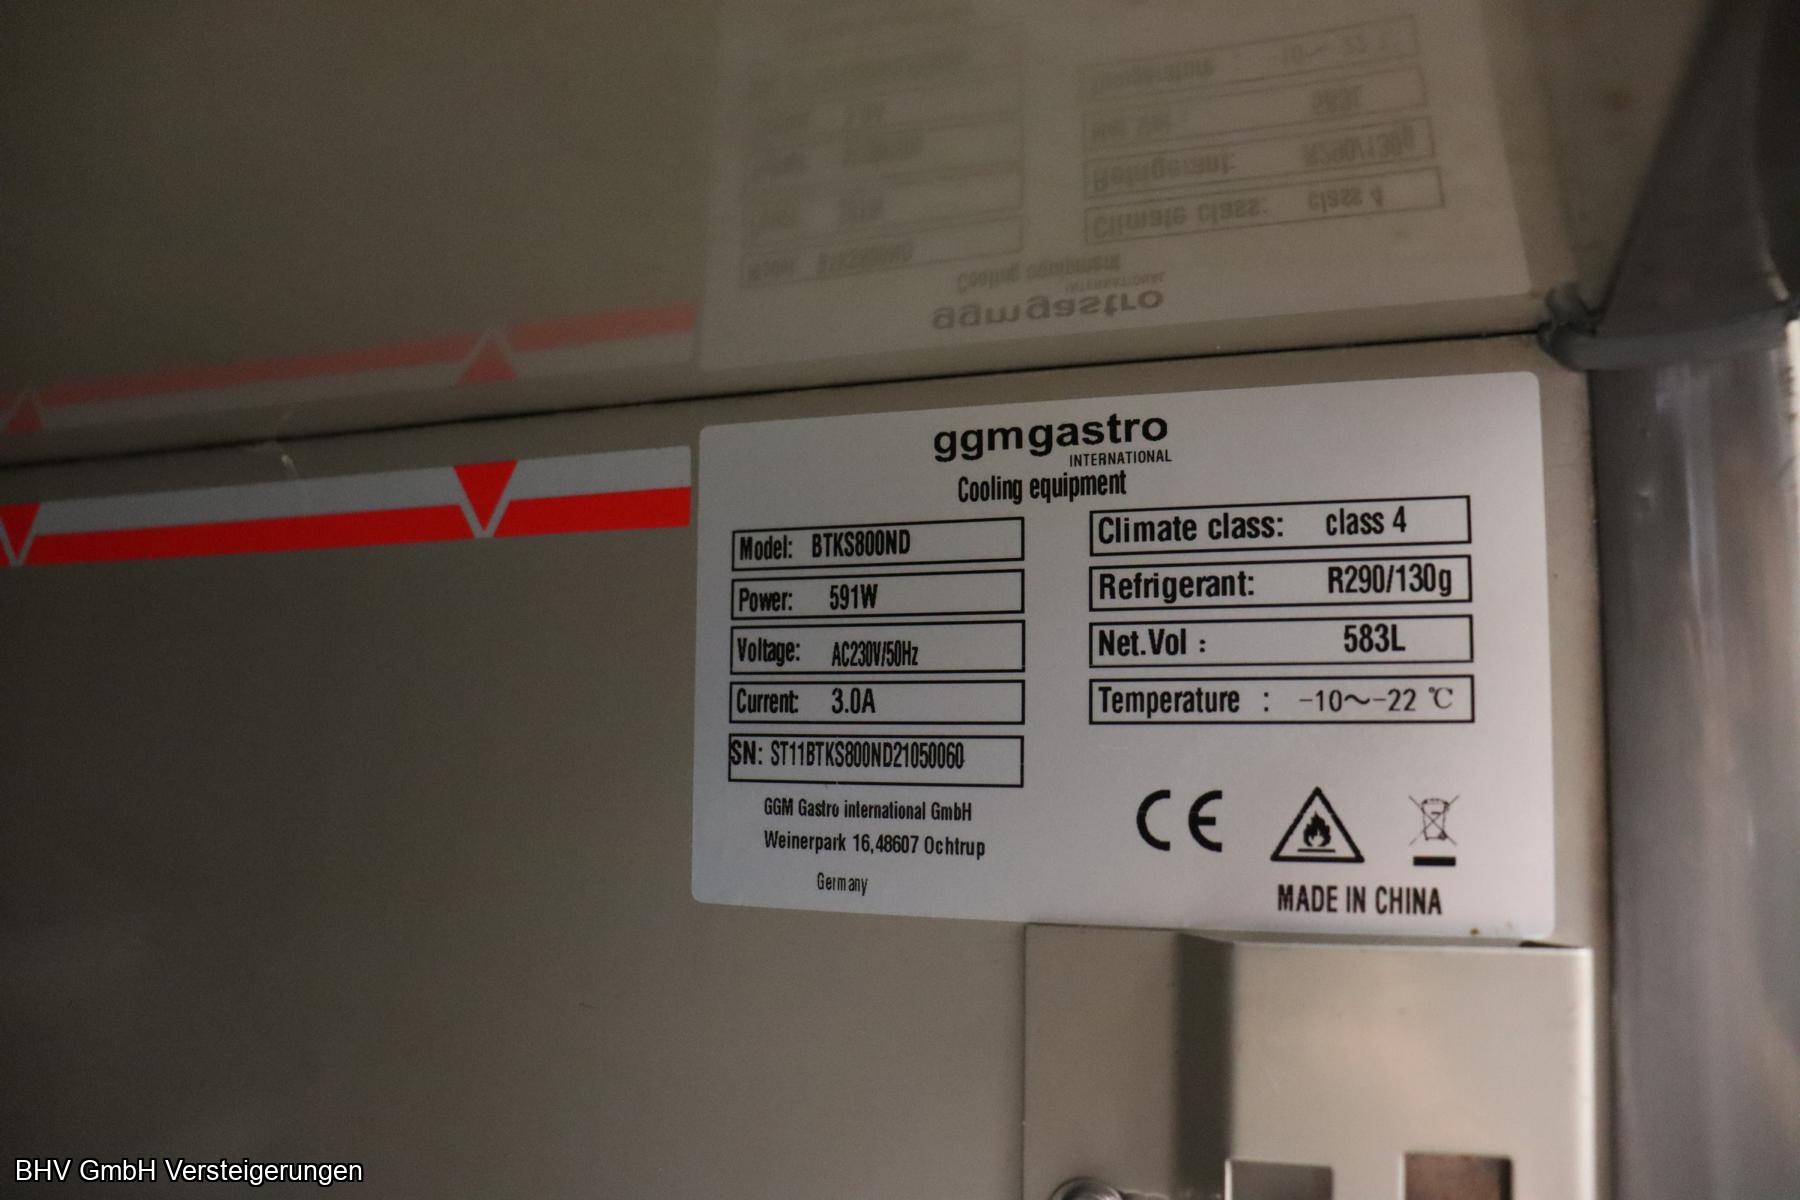 ggmgastro
INTERNATIONAL
Cooling equipment
Model: BTKS800ND
Power: 591W
Voltage: AC230V/50Hz
Current: 3.0A
SN: ST11BTKS800ND21050060
GGM Gastro international GmbH
Weinerpark 16,48607 Ochtrup
Germany
Climate class: class 4
Refrigerant: R290/130g
Net.Vol : 583L
Temperature : -10～-22 ℃
CE
MADE IN CHINA
BHV GmbH Versteigerungen